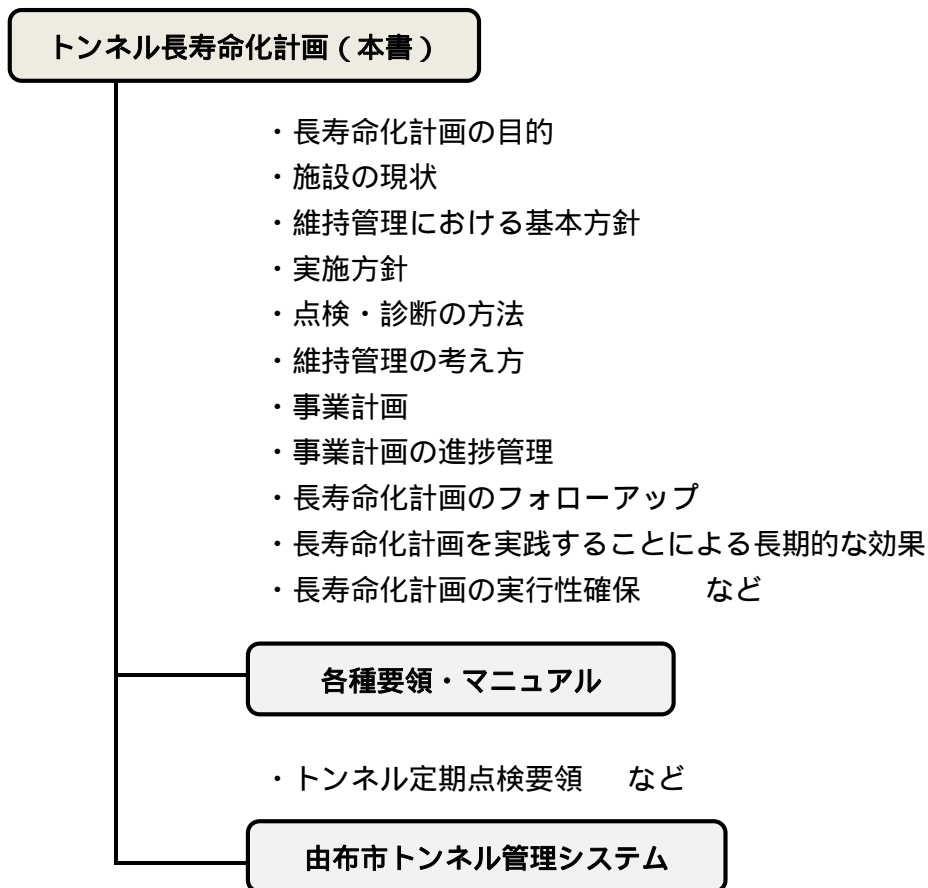 トンネル長寿命化計画（本書）
・長寿命化計画の目的
・施設の現状
・維持管理における基本方針
・実施方針
・点検・診断の方法
・維持管理の考え方
・事業計画
・事業計画の進捗管理
・長寿命化計画のフォローアップ
・長寿命化計画を実践することによる長期的な効果
・長寿命化計画の実行性確保　　など
各種要領・マニュアル
・トンネル定期点検要領　など
由布市トンネル管理システム